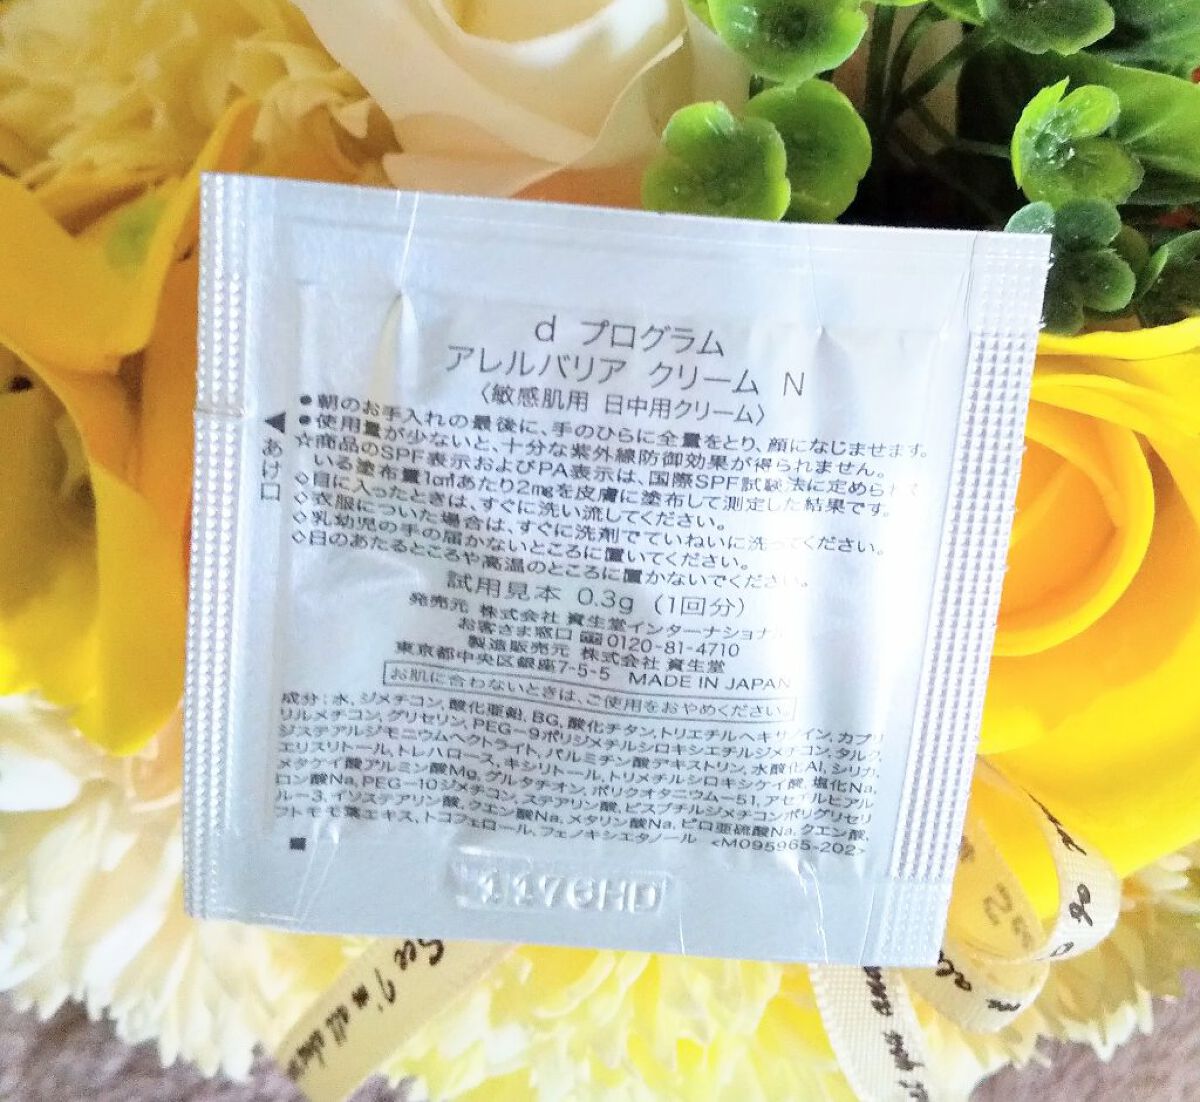 d プログラム
アレルバリア クリーム N
〈敏感肌用 日中用クリーム〉
●朝のお手入れの最後に、手のひらに全量をとり、顔になじませます。
●使用量が少ないと、十分な紫外線防御効果が得られません。
☆商品のSPF表示およびPA表示は、国際SPF試験法に定められて
いる塗布量1c㎡あたり2mgを皮膚に塗布して測定した結果です。
◇目に入ったときは、すぐに洗い流してください。
◇衣服についた場合は、すぐに洗剤でていねいに洗ってください。
◇乳幼児の手の届かないところに置いてください。
◇日のあたるところや高温のところに置かないでください。
▲あけ口
試用見本 0.3g (1回分)
発売元 株式会社 資生堂インターナショナル
お客さま窓口 0120-81-4710
製造販売元 株式会社 資生堂
東京都中央区銀座7-5-5 MADE IN JAPAN
お肌に合わないときは、ご使用をおやめください。
成分:水、ジメチコン、酸化亜鉛、BG、酸化チタン、トリエチルヘキサノイン、カプリ
リルメチコン、グリセリン、PEG-9ポリジメチルシロキシエチルジメチコン、タルク、
ジステアルジモニウムヘクトライト、パルミチン酸デキストリン、水酸化Al、シリカ、
エリスリトール、トレハロース、キシリトール、トリメチルシロキシケイ酸、塩化Na、
メタケイ酸アルミン酸Mg、グルタチオン、ポリクオタニウム-51、アセチルヒアル
ロン酸Na、PEG-10ジメチコン、ステアリン酸、ビスブチルジメチコンポリグリセリ
ル-3、イソステアリン酸、クエン酸Na、メタリン酸Na、ピロ亜硫酸Na、クエン酸、
フトモモ葉エキス、トコフェロール、フェノキシエタノール <M095965-202>
1176HD
See I'm all about